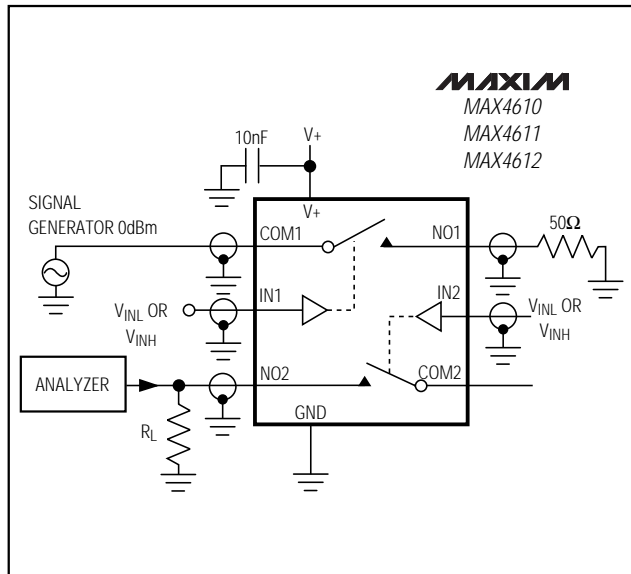 MAXIM
MAX4610
MAX4611
MAX4612
10nF
V+
V+
SIGNAL
GENERATOR 0dBm
COM1
NO1
50Ω
IN1
IN2
VINL OR
VINH
VINL OR
VINH
ANALYZER
NO2
COM2
RL
GND